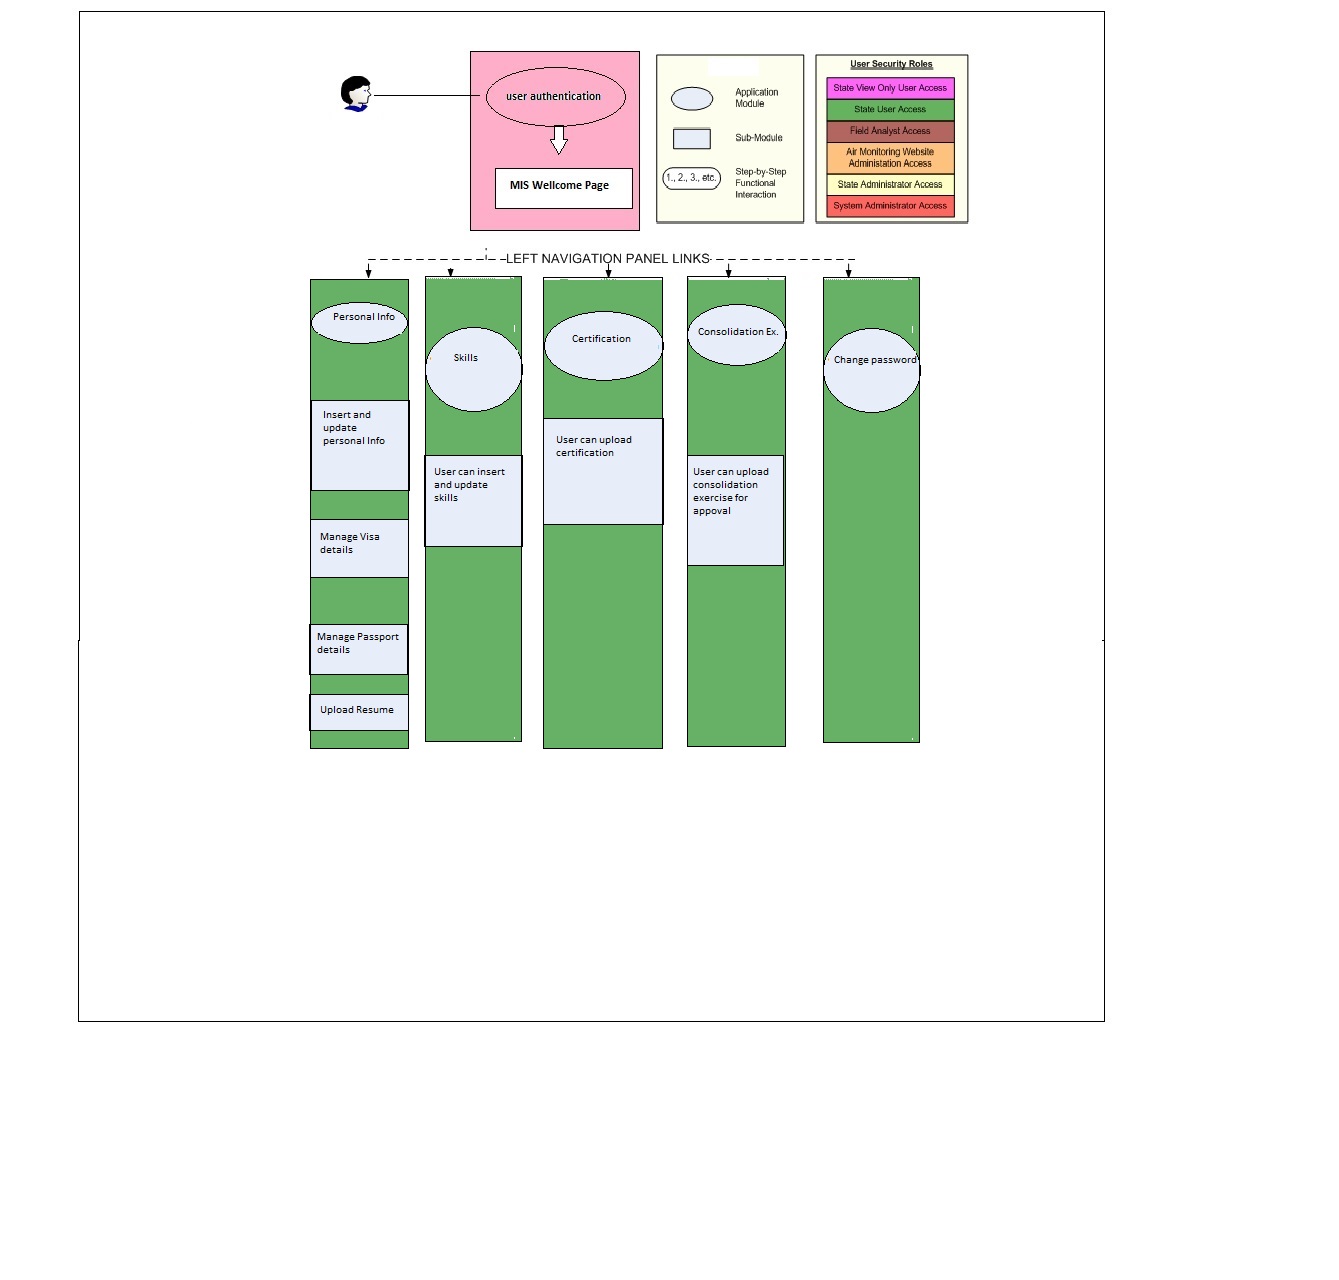 user authentication
MIS Wellcome Page
Application
Module
Sub-Module
1., 2., 3., etc.
Step-by-Step
Functional
Interaction
User Security Roles
State View Only User Access
State User Access
Field Analyst Access
Air Monitoring Website
Administation Access
State Administrator Access
System Administrator Access
LEFT NAVIGATION PANEL LINKS
Personal Info
Insert and
update
personal Info
Manage Visa
details
Manage Passport
details
Upload Resume
Skills
User can insert
and update
skills
Certification
User can upload
certification
Consolidation Ex.
User can upload
consolidation
exercise for
appoval
Change password